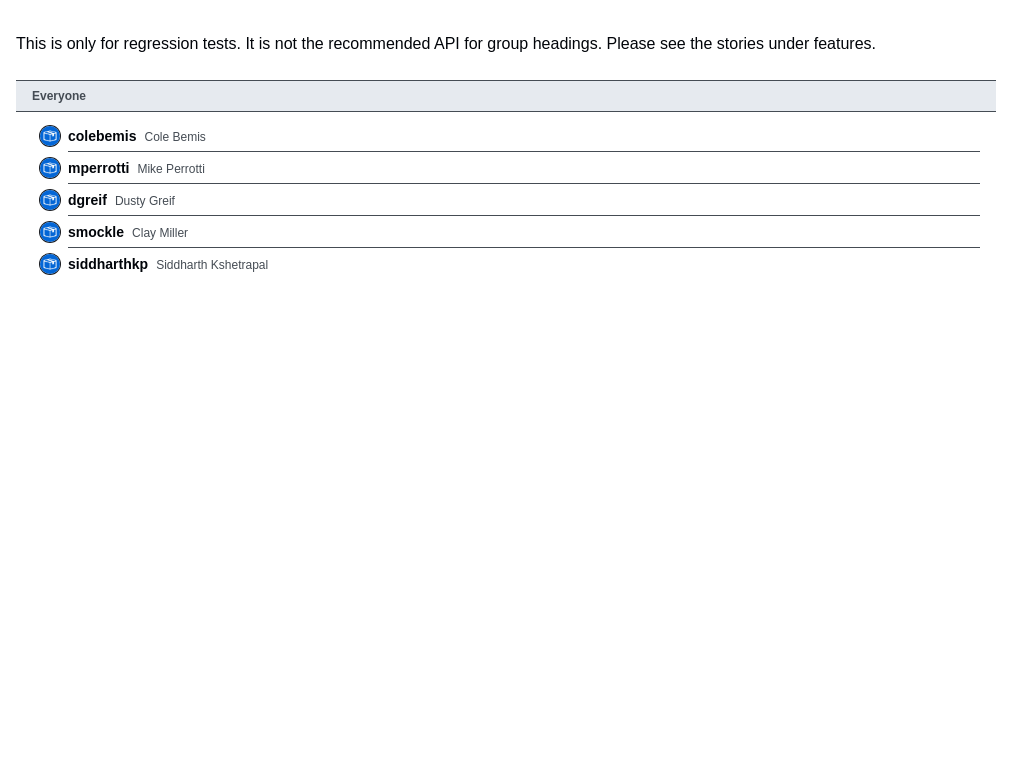 This is only for regression tests. It is not the recommended API for group headings. Please see the stories under features.
Everyone
colebemis Cole Bemis
mperrotti Mike Perrotti
dgreif Dusty Greif
smockle Clay Miller
siddharthkp Siddharth Kshetrapal